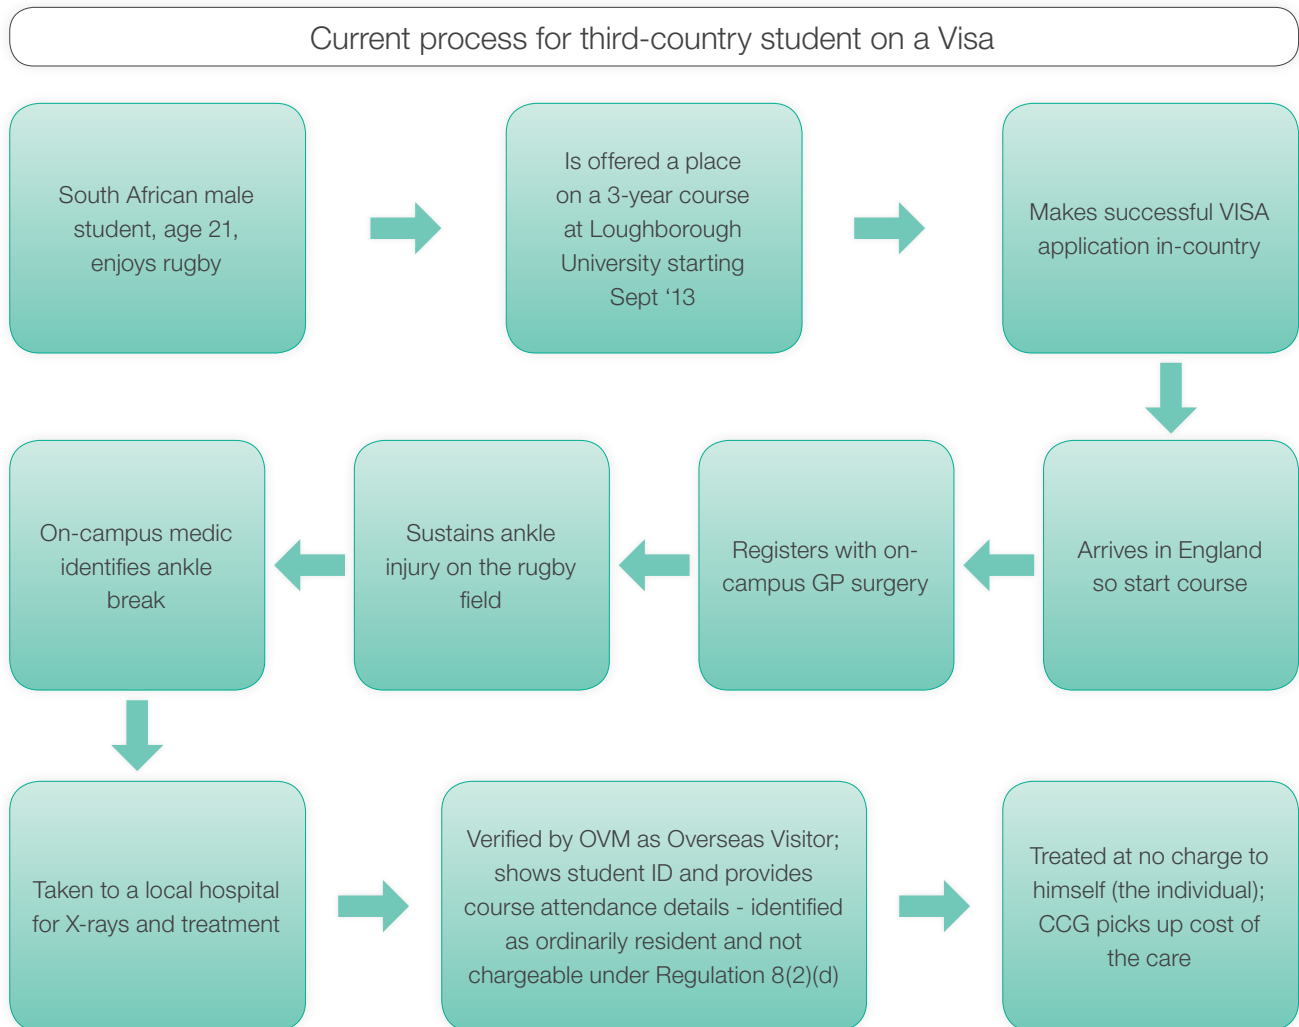 Current process for third-country student on a Visa
South African male
student, age 21,
enjoys rugby
Is offered a place
on a 3-year course
at Loughborough
University starting
Sept ‘13
Makes successful VISA
application in-country
Arrives in England
so start course
Registers with on-
campus GP surgery
Sustains ankle
injury on the rugby
field
On-campus medic
identifies ankle
break
Taken to a local hospital
for X-rays and treatment
Verified by OVM as Overseas Visitor;
shows student ID and provides
course attendance details - identified
as ordinarily resident and not
chargeable under Regulation 8(2)(d)
Treated at no charge to
himself (the individual);
CCG picks up cost of
the care